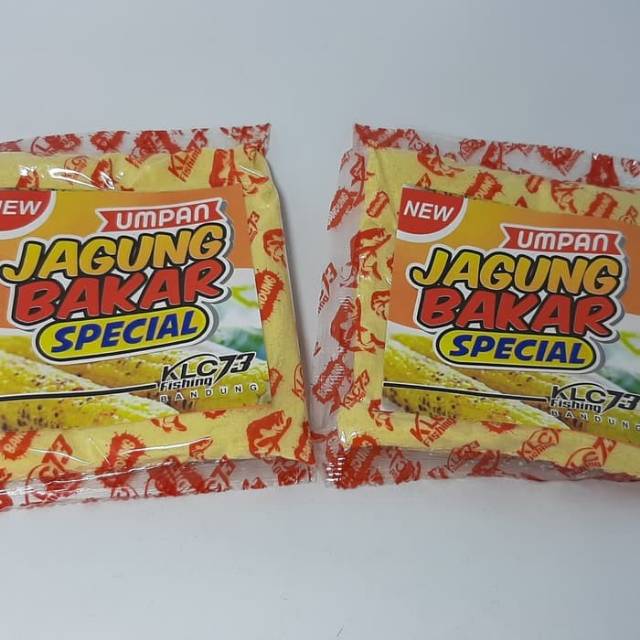 NEW
UMPAN
JAGUNG
BAKAR
SPECIAL
KLC73
Fishing
BANDUNG
NEW
UMPAN
JAGUNG
BAKAR
SPECIAL
KLC73
Fishing
BANDUNG